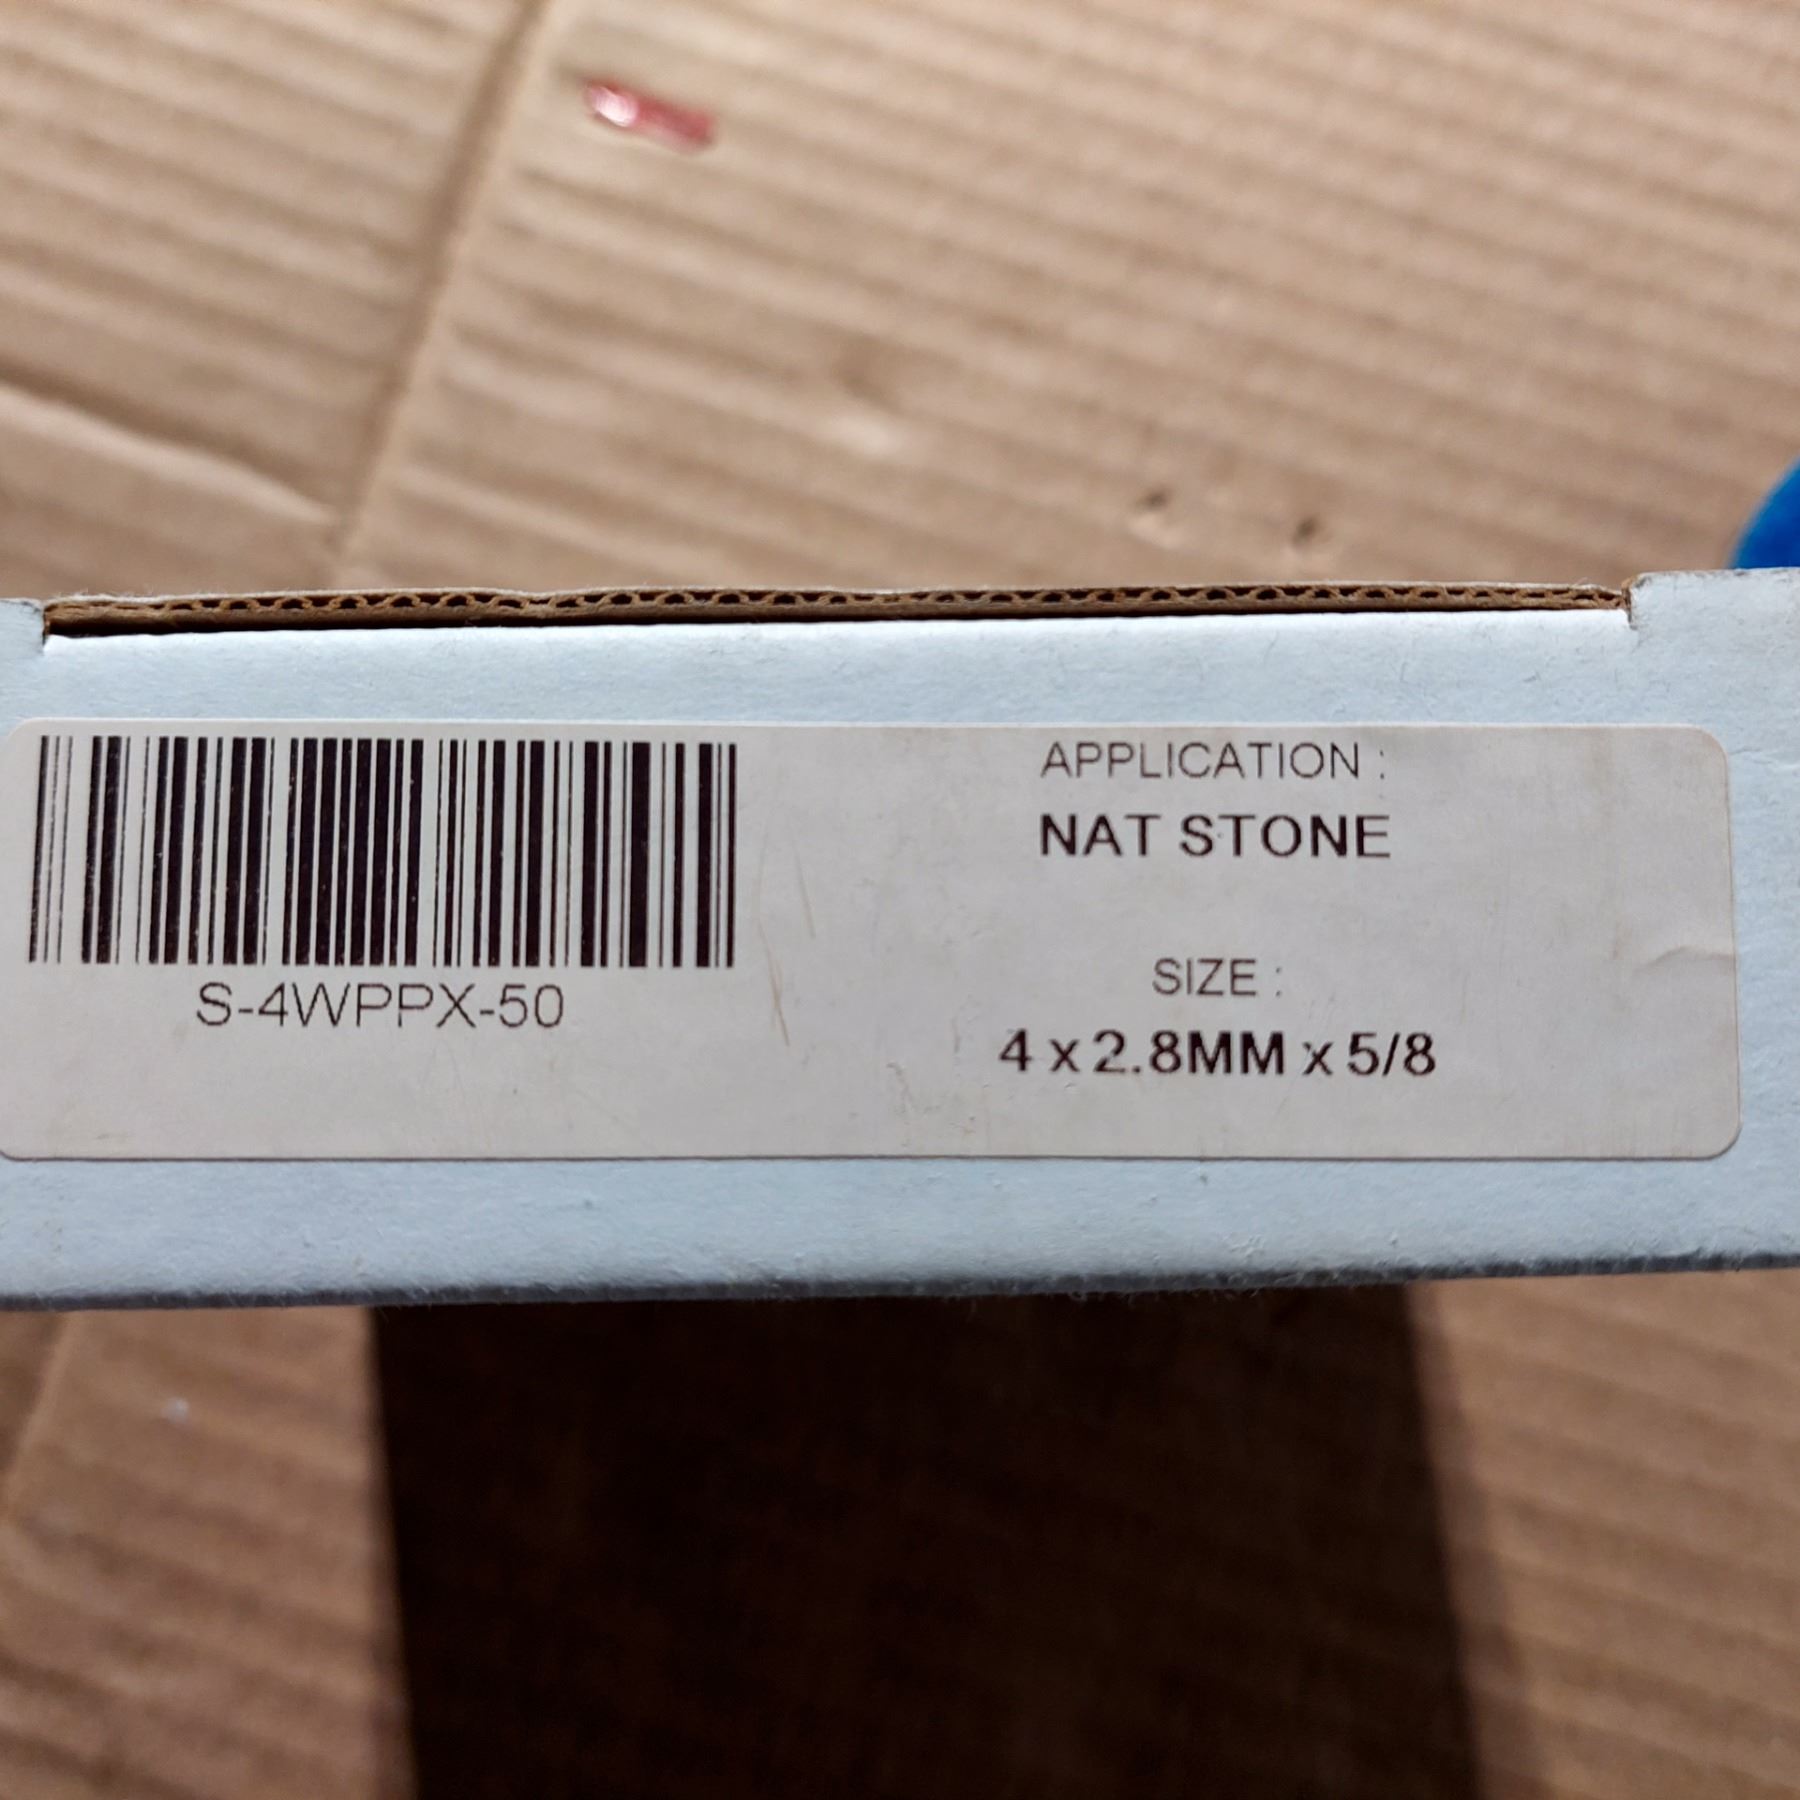 S-4WPPX-50
APPLICATION :
NAT STONE
SIZE :
4 x 2.8MM x 5/8